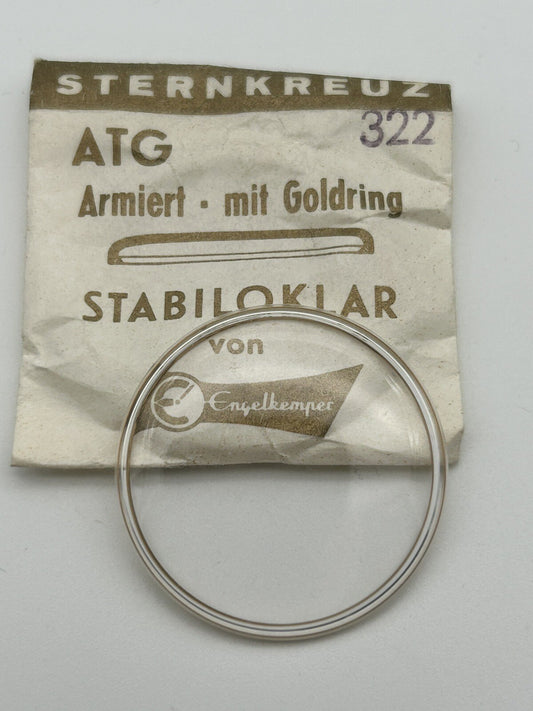 STERNKREUZ
ATG 322
Armiert · mit Goldring
STABILOKLAR
von
Engelkemper